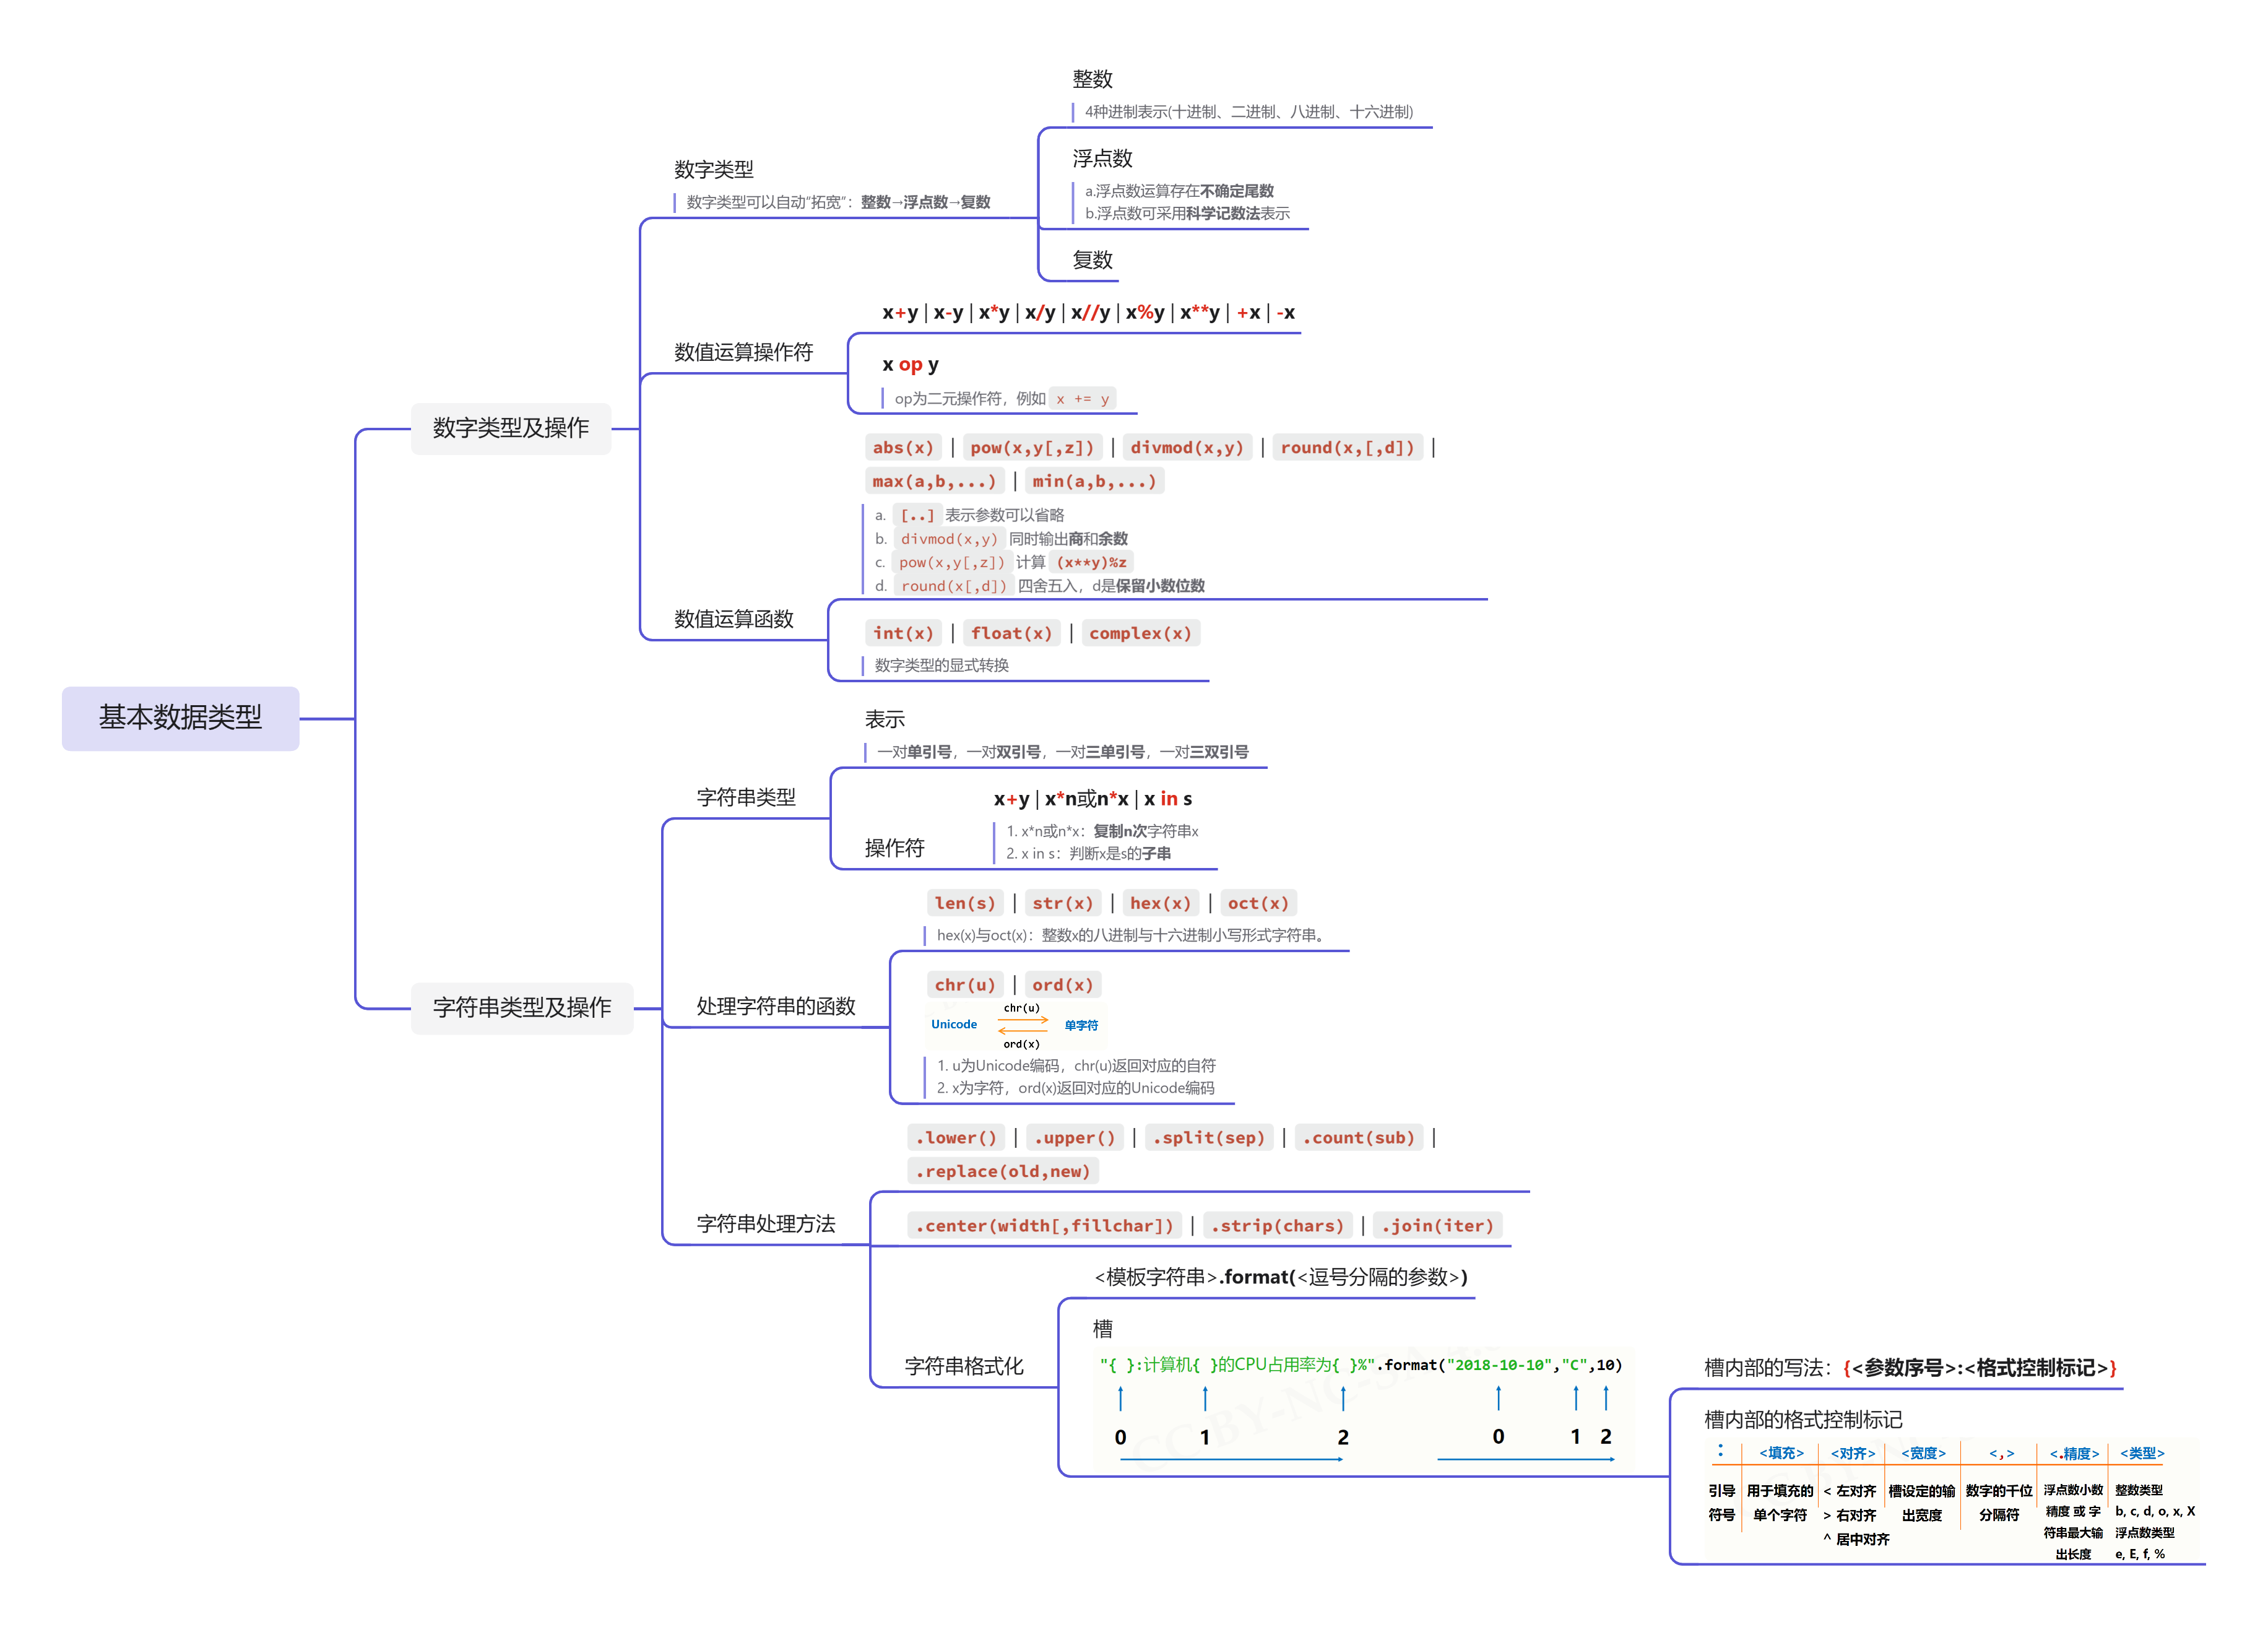 基本数据类型
数字类型及操作
数字类型
数字类型可以自动“拓宽”：整数→浮点数→复数
整数
4种进制表示(十进制、二进制、八进制、十六进制)
浮点数
a.浮点数运算存在不确定尾数
b.浮点数可采用科学记数法表示
复数
数值运算操作符
x+y | x-y | x*y | x/y | x//y | x%y | x**y | +x | -x
x op y
op为二元操作符，例如 x += y
数值运算函数
abs(x) | pow(x,y[,z]) | divmod(x,y) | round(x,[,d]) |
max(a,b,...) | min(a,b,...)
a. [..] 表示参数可以省略
b. divmod(x,y) 同时输出商和余数
c. pow(x,y[,z]) 计算 (x**y)%z
d. round(x[,d]) 四舍五入，d是保留小数位数
int(x) | float(x) | complex(x)
数字类型的显式转换
字符串类型及操作
字符串类型
表示
一对单引号，一对双引号，一对三单引号，一对三双引号
操作符
x+y | x*n或n*x | x in s
1. x*n或n*x：复制n次字符串x
2. x in s：判断x是s的子串
处理字符串的函数
len(s) | str(x) | hex(x) | oct(x)
hex(x)与oct(x)：整数x的八进制与十六进制小写形式字符串。
chr(u) | ord(x)
chr(u)
Unicode 单字符
ord(x)
1. u为Unicode编码，chr(u)返回对应的自符
2. x为字符，ord(x)返回对应的Unicode编码
字符串处理方法
.lower() | .upper() | .split(sep) | .count(sub) |
.replace(old,new)
.center(width[,fillchar]) | .strip(chars) | .join(iter)
字符串格式化
<模板字符串>.format(<逗号分隔的参数>)
槽
"{ }:计算机{ }的CPU占用率为{ }%".format("2018-10-10","C",10)
0 1 2 0 1 2
CC BY-NC-SA
槽内部的写法：{<参数序号>:<格式控制标记>}
槽内部的格式控制标记
: <填充> <对齐> <宽度> <,> <.精度> <类型>
引导 用于填充的 < 左对齐 槽设定的输 数字的千位 浮点数小数 整数类型
符号 单个字符 > 右对齐 出宽度 分隔符 精度 或 字 b, c, d, o, x, X
^ 居中对齐 符串最大输 浮点数类型
出长度 e, E, f, %